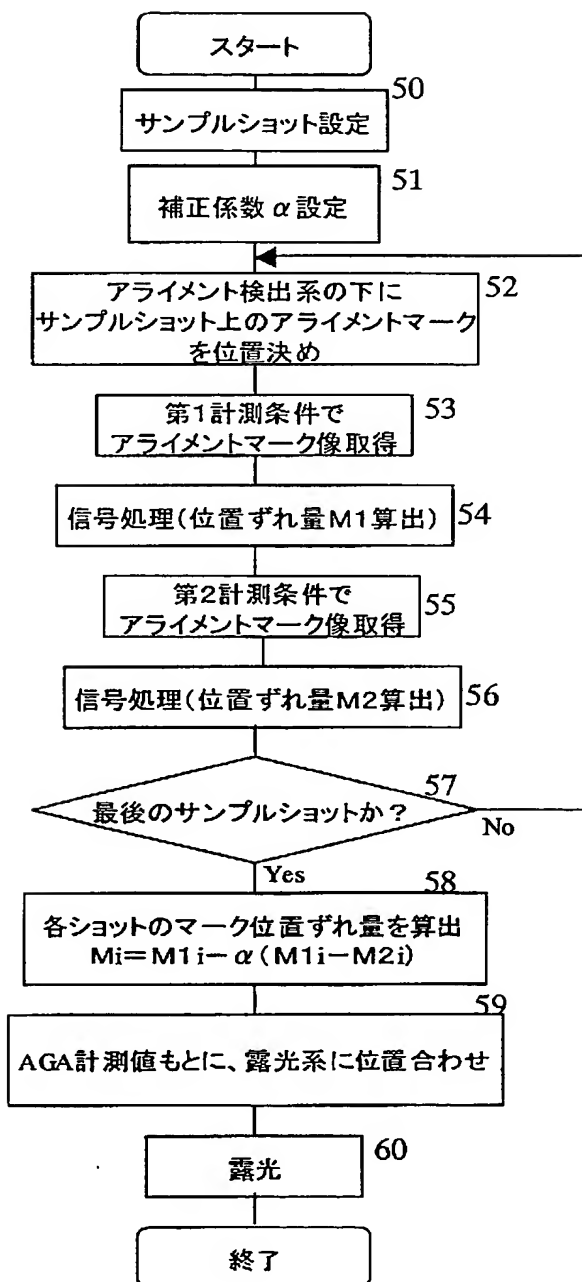 スタート
50
サンプルショット設定
51
補正係数α設定
52
アライメント検出系の下に
サンプルショット上のアライメントマーク
を位置決め
53
第1計測条件で
アライメントマーク像取得
信号処理(位置ずれ量M1算出)
54
第2計測条件で
アライメントマーク像取得
55
信号処理(位置ずれ量M2算出)
56
57
最後のサンプルショットか？
No
Yes
58
各ショットのマーク位置ずれ量を算出
Mi=M1i-α(M1i-M2i)
59
AGA計測値もとに、露光系に位置合わせ
60
露光
終了